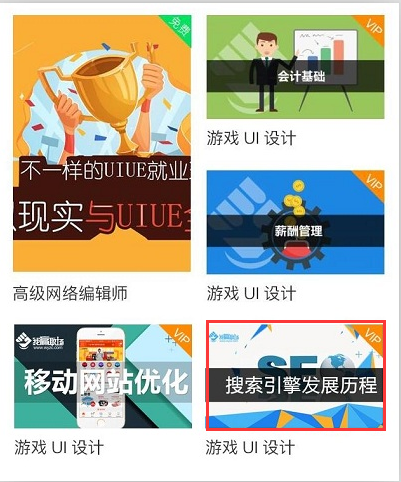 免费
不一样的UIUE就业
现实与UIUE
高级网络编辑师
VIP
会计基础
游戏 UI 设计
VIP
薪酬管理
游戏 UI 设计
我赢职场
移动网站优化
VIP
游戏 UI 设计
VIP
SEO
搜索引擎发展历程
游戏 UI 设计